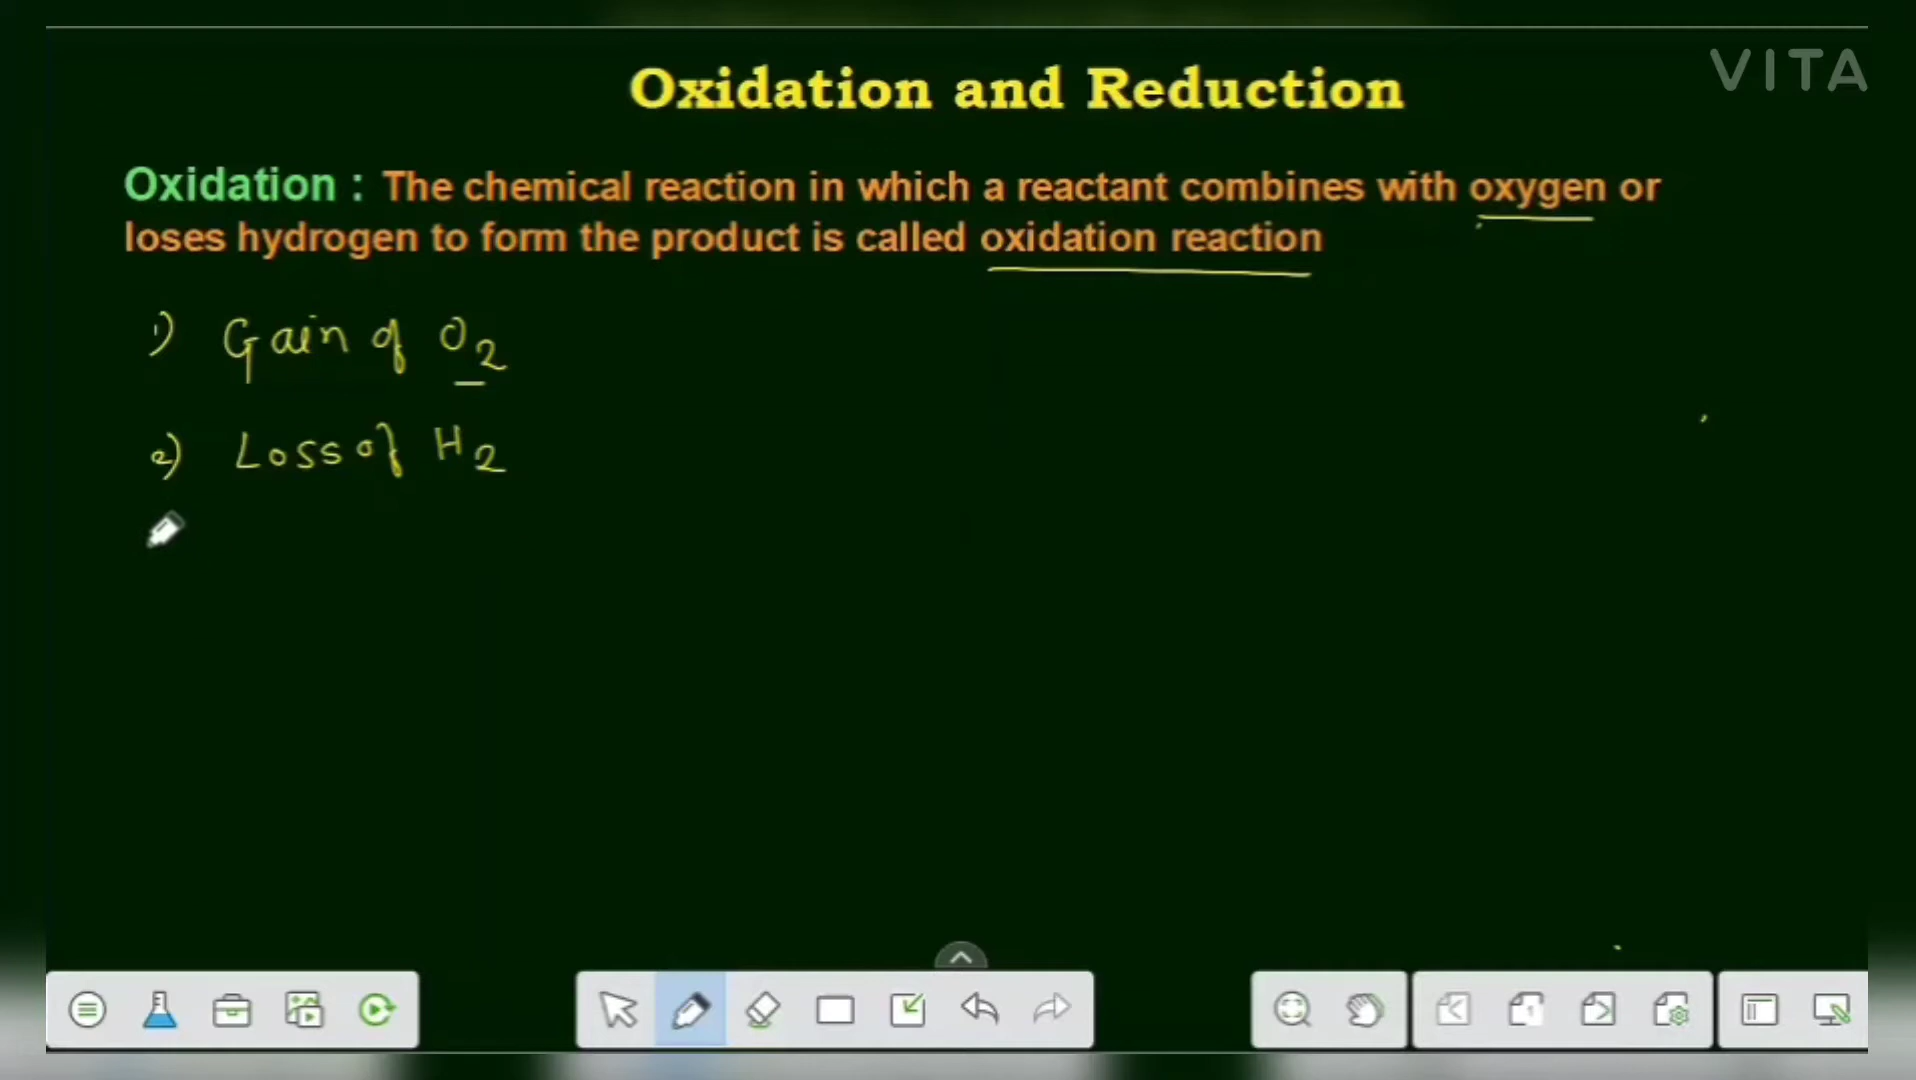 VITA
Oxidation and Reduction
Oxidation : The chemical reaction in which a reactant combines with oxygen or
loses hydrogen to form the product is called oxidation reaction
1) Gain of O2
2) Loss of H2
1